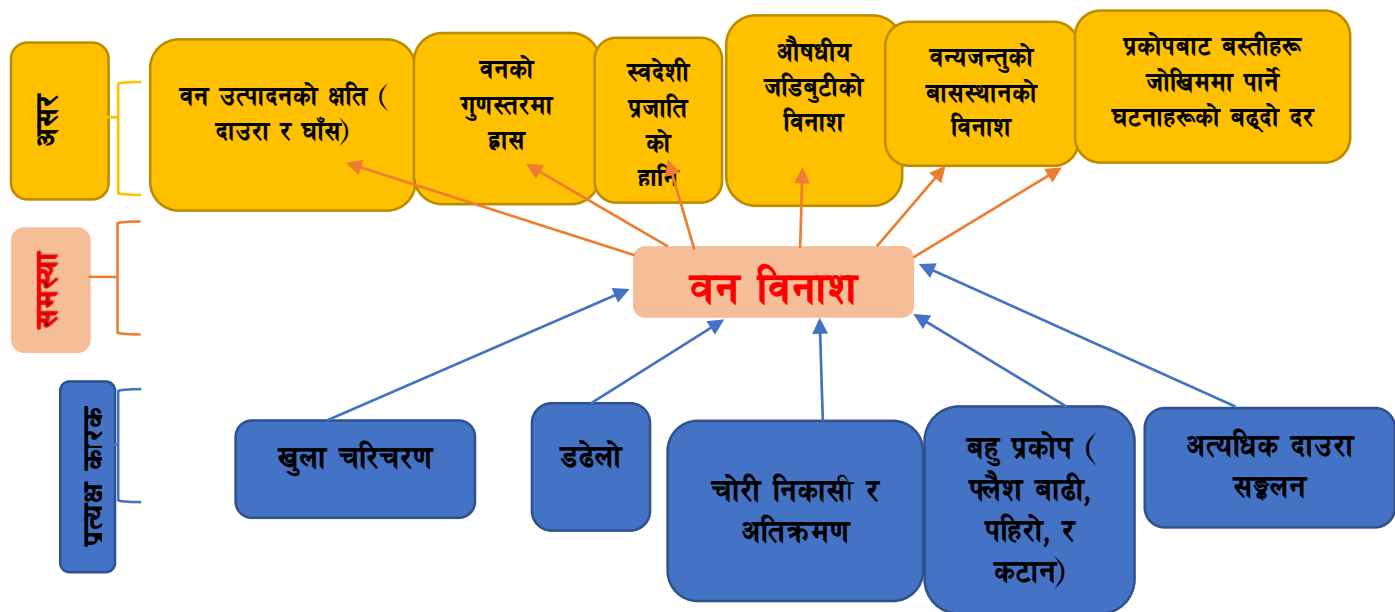 असर
वन उत्पादनको क्षति (
दाउरा र घाँस)
वनको
गुणस्तरमा
ह्रास
स्वदेशी
प्रजाति
को
हानि
औषधीय
जडिबुटीको
विनाश
वन्यजन्तुको
बासस्थानको
विनाश
प्रकोपबाट बस्तीहरू
जोखिममा पार्ने
घटनाहरूको बढ्दो दर
समस्या
वन विनाश
प्रत्यक्ष कारक
खुला चरिचरण
डढेलो
चोरी निकासी र
अतिक्रमण
बहु प्रकोप (
फ्लैश बाढी,
पहिरो, र
कटान)
अत्यधिक दाउरा
सङ्कलन